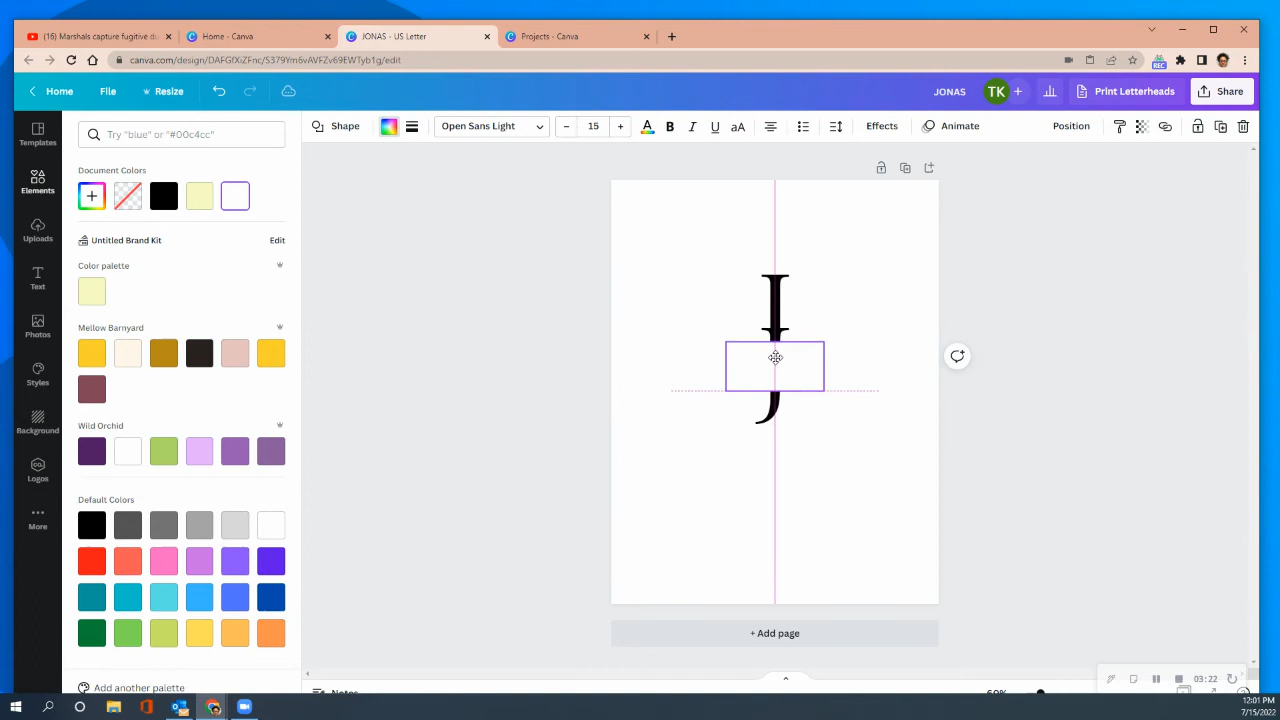 (16) Marshals capture fugitive du
Home - Canva
JONAS - US Letter
Projects - Canva
canva.com/design/DAFGfXiZFnc/S379Ym6vAVFZv69EWTyb1g/edit
REC
Home
File
Resize
JONAS
TK
+
Print Letterheads
Share
Try "blue" or "#00c4cc"
Shape
Open Sans Light
– 15 +
A
B
I
U
aA
Effects
Animate
Position
Templates
Elements
Uploads
Text
Photos
Styles
Background
Logos
More
Document Colors
Untitled Brand Kit
Edit
Color palette
Mellow Barnyard
Wild Orchid
Default Colors
Add another palette
J
+ Add page
Notes
03:22
12:01 PM
7/15/2022